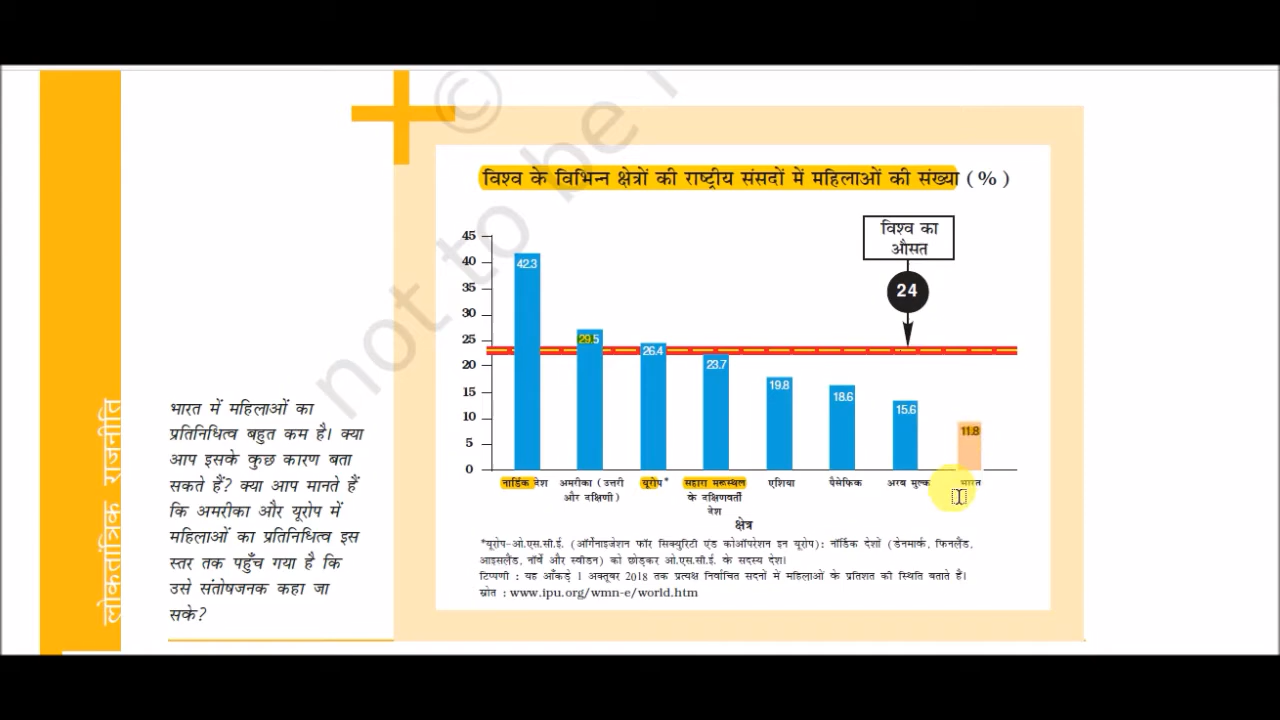 © not to be r
लोकतांत्रिक राजनीति
भारत में महिलाओं का
प्रतिनिधित्व बहुत कम है। क्या
आप इसके कुछ कारण बता
सकते हैं? क्या आप मानते हैं
कि अमरीका और यूरोप में
महिलाओं का प्रतिनिधित्व इस
स्तर तक पहुँच गया है कि
उसे संतोषजनक कहा जा
सके?
विश्व के विभिन्न क्षेत्रों की राष्ट्रीय संसदों में महिलाओं की संख्या (%)
विश्व का
औसत
24
45
40
35
30
25
20
15
10
5
0
42.3
29.5
26.4
23.7
19.8
18.6
15.6
11.8
नार्डिक देश
अमरीका (उत्तरी
और दक्षिणी)
यूरोप*
सहारा मरूस्थल
के दक्षिणवर्ती
देश
एशिया
पैसेफिक
अरब मुल्क
भारत
क्षेत्र
*यूरोप–ओ.एस.सी.ई. (ऑर्गेनाइजेशन फॉर सिक्युरिटी एंड कोऑपरेशन इन यूरोप): नॉर्डिक देशों (डेनमार्क, फिनलैंड,
आइसलैंड, नॉर्वे और स्वीडन) को छोड़कर ओ.एस.सी.ई. के सदस्य देश।
टिप्पणी : यह आँकड़े 1 अक्तूबर 2018 तक प्रत्यक्ष निर्वाचित सदनों में महिलाओं के प्रतिशत की स्थिति बताते हैं।
स्रोत : www.ipu.org/wmn-e/world.htm